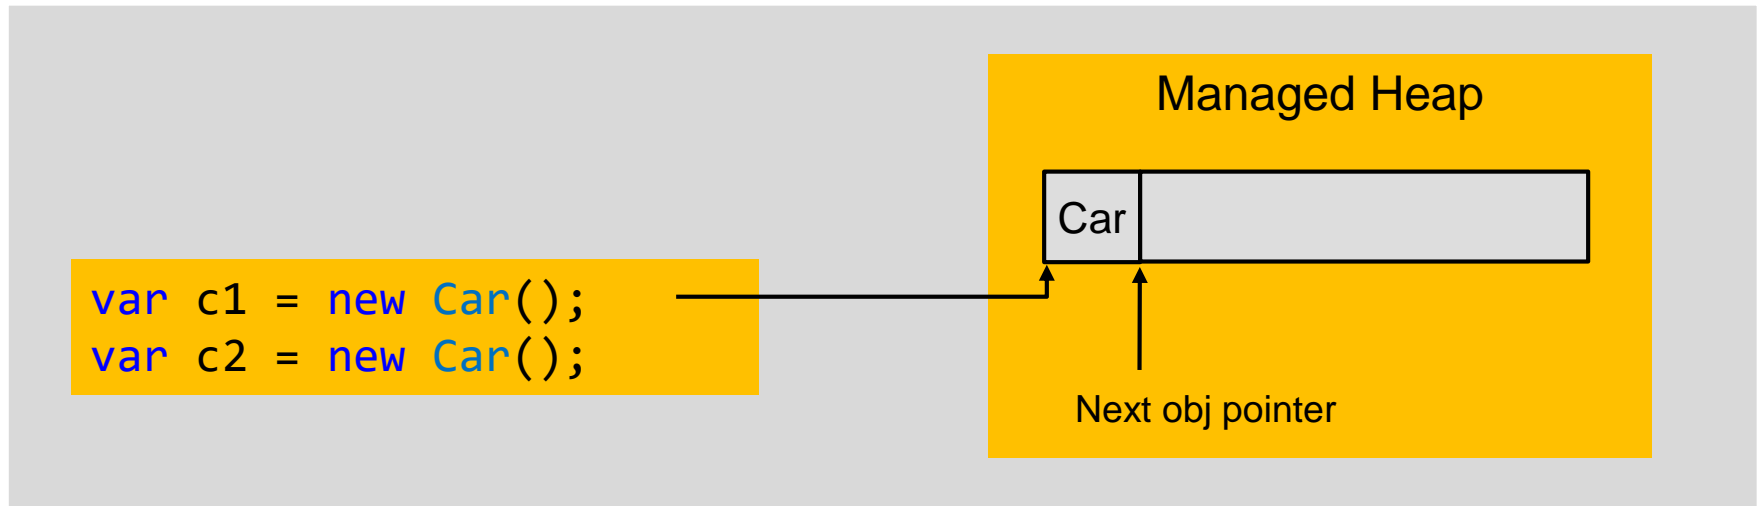 Managed Heap
Car
var c1 = new Car();
var c2 = new Car();
Next obj pointer